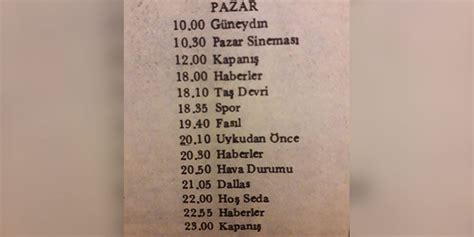 PAZAR
10.00 Güneydın
10.30 Pazar Sineması
12.00 Kapanış
18.00 Haberler
18.10 Taş Devri
18.35 Spor
19.40 Fasıl
20.10 Uykudan Önce
20.30 Haberler
20.50 Hava Durumu
21.05 Dallas
22.00 Hoş Seda
22.55 Haberler
23.00 Kapanış